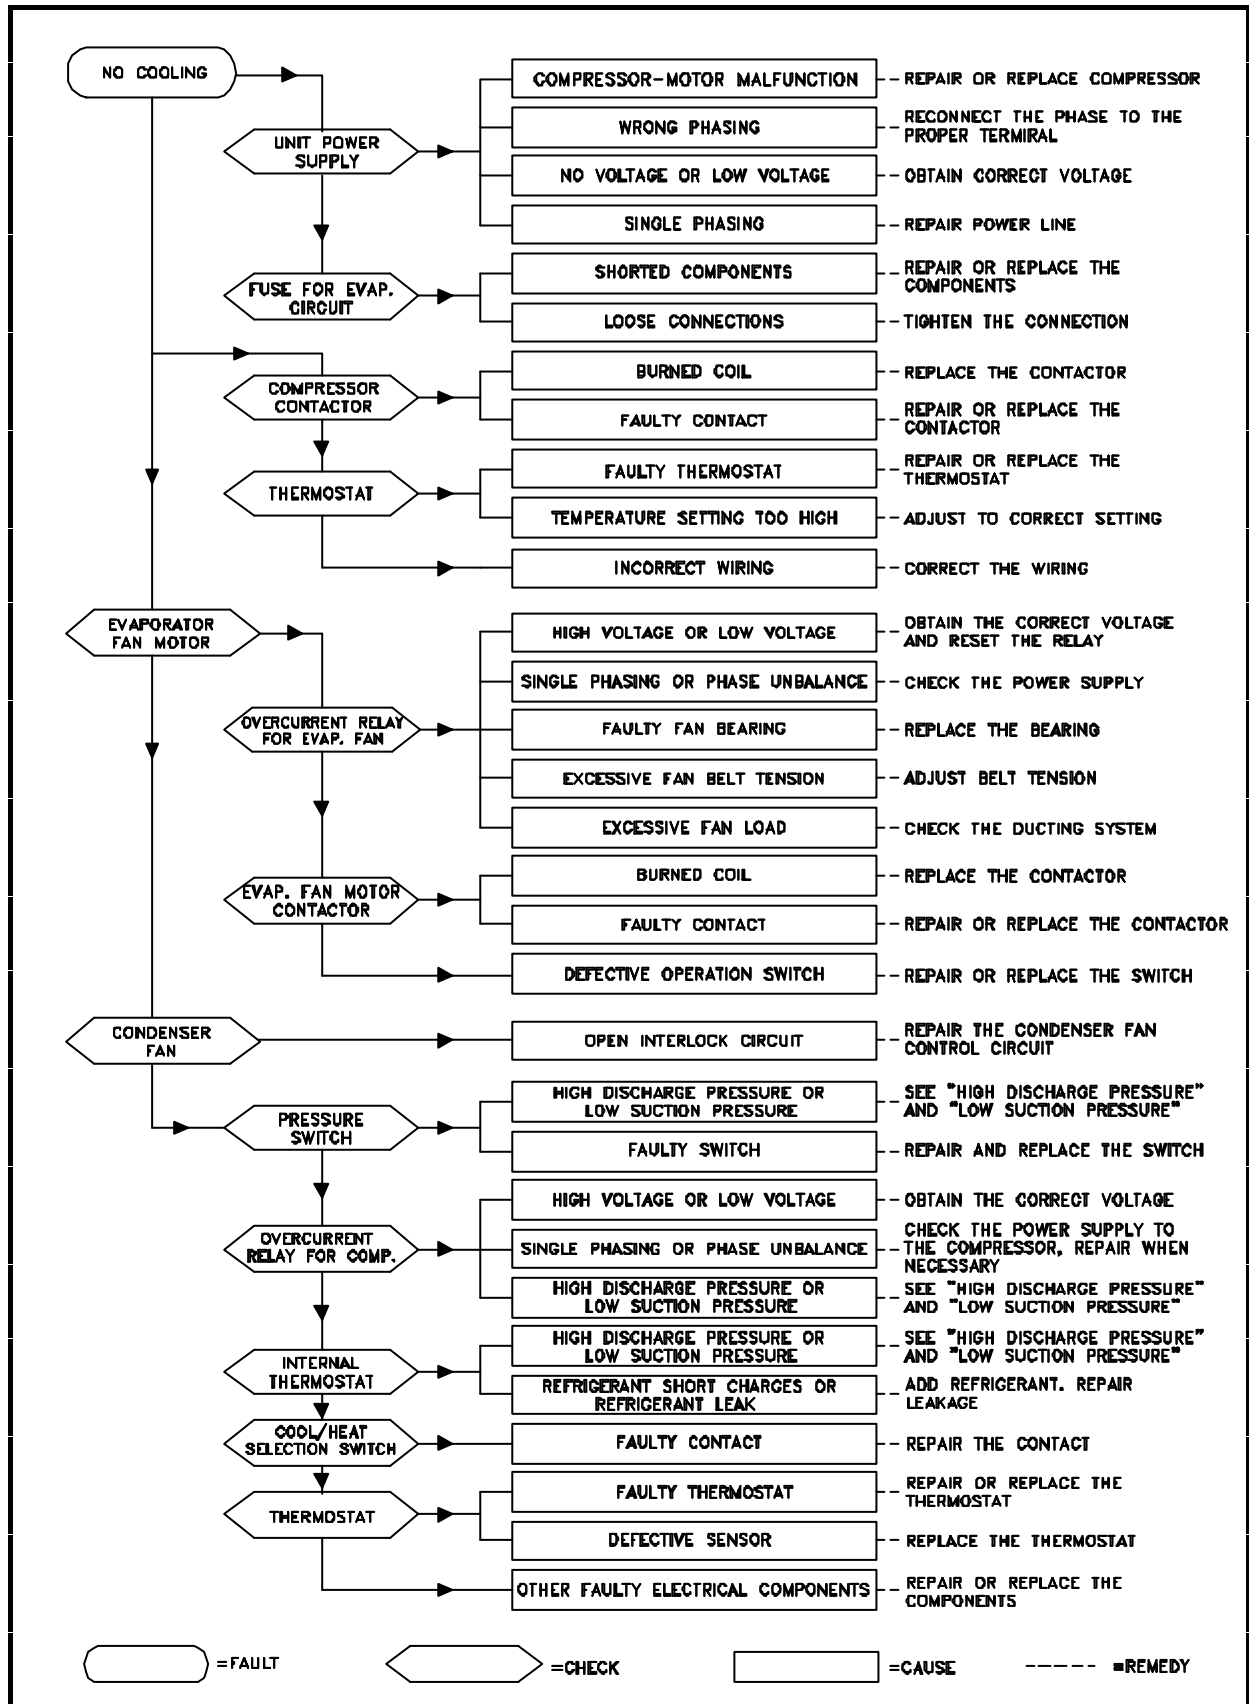 NO COOLING
COMPRESSOR-MOTOR MALFUNCTION
REPAIR OR REPLACE COMPRESSOR
UNIT POWER
SUPPLY
WRONG PHASING
RECONNECT THE PHASE TO THE
PROPER TERMIRAL
NO VOLTAGE OR LOW VOLTAGE
OBTAIN CORRECT VOLTAGE
SINGLE PHASING
REPAIR POWER LINE
FUSE FOR EVAP.
CIRCUIT
SHORTED COMPONENTS
REPAIR OR REPLACE THE
COMPONENTS
LOOSE CONNECTIONS
TIGHTEN THE CONNECTION
COMPRESSOR
CONTACTOR
BURNED COIL
REPLACE THE CONTACTOR
FAULTY CONTACT
REPAIR OR REPLACE THE
CONTACTOR
THERMOSTAT
FAULTY THERMOSTAT
REPAIR OR REPLACE THE
THERMOSTAT
TEMPERATURE SETTING TOO HIGH
ADJUST TO CORRECT SETTING
INCORRECT WIRING
CORRECT THE WIRING
EVAPORATOR
FAN MOTOR
HIGH VOLTAGE OR LOW VOLTAGE
OBTAIN THE CORRECT VOLTAGE
AND RESET THE RELAY
SINGLE PHASING OR PHASE UNBALANCE
CHECK THE POWER SUPPLY
OVERCURRENT RELAY
FOR EVAP. FAN
FAULTY FAN BEARING
REPLACE THE BEARING
EXCESSIVE FAN BELT TENSION
ADJUST BELT TENSION
EXCESSIVE FAN LOAD
CHECK THE DUCTING SYSTEM
EVAP. FAN MOTOR
CONTACTOR
BURNED COIL
REPLACE THE CONTACTOR
FAULTY CONTACT
REPAIR OR REPLACE THE CONTACTOR
DEFECTIVE OPERATION SWITCH
REPAIR OR REPLACE THE SWITCH
CONDENSER
FAN
OPEN INTERLOCK CIRCUIT
REPAIR THE CONDENSER FAN
CONTROL CIRCUIT
PRESSURE
SWITCH
HIGH DISCHARGE PRESSURE OR
LOW SUCTION PRESSURE
SEE "HIGH DISCHARGE PRESSURE"
AND "LOW SUCTION PRESSURE"
FAULTY SWITCH
REPAIR AND REPLACE THE SWITCH
OVERCURRENT
RELAY FOR COMP.
HIGH VOLTAGE OR LOW VOLTAGE
OBTAIN THE CORRECT VOLTAGE
SINGLE PHASING OR PHASE UNBALANCE
CHECK THE POWER SUPPLY TO
THE COMPRESSOR, REPAIR WHEN
NECESSARY
HIGH DISCHARGE PRESSURE OR
LOW SUCTION PRESSURE
SEE "HIGH DISCHARGE PRESSURE"
AND "LOW SUCTION PRESSURE"
INTERNAL
THERMOSTAT
HIGH DISCHARGE PRESSURE OR
LOW SUCTION PRESSURE
SEE "HIGH DISCHARGE PRESSURE"
AND "LOW SUCTION PRESSURE"
REFRIGERANT SHORT CHARGES OR
REFRIGERANT LEAK
ADD REFRIGERANT. REPAIR
LEAKAGE
COOL/HEAT
SELECTION SWITCH
FAULTY CONTACT
REPAIR THE CONTACT
THERMOSTAT
FAULTY THERMOSTAT
REPAIR OR REPLACE THE
THERMOSTAT
DEFECTIVE SENSOR
REPLACE THE THERMOSTAT
OTHER FAULTY ELECTRICAL COMPONENTS
REPAIR OR REPLACE THE
COMPONENTS
=FAULT
=CHECK
=CAUSE
=REMEDY